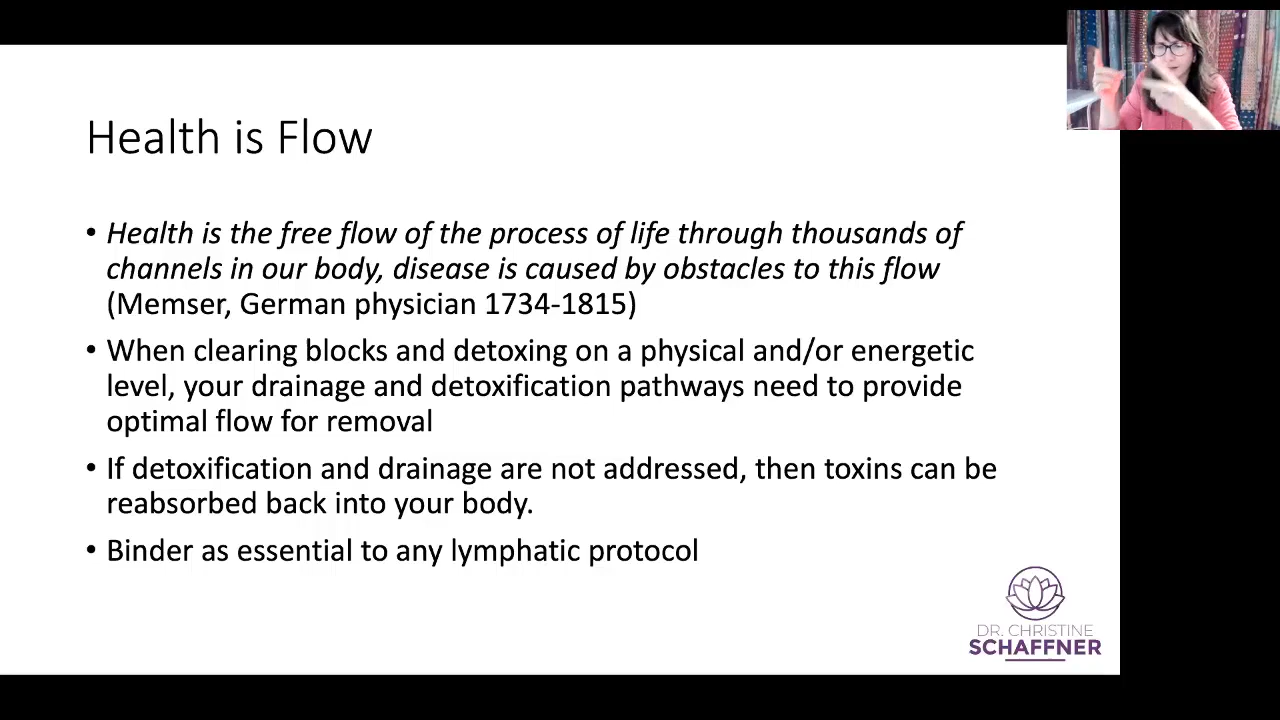 Health is Flow
• Health is the free flow of the process of life through thousands of
channels in our body, disease is caused by obstacles to this flow
(Memser, German physician 1734-1815)
• When clearing blocks and detoxing on a physical and/or energetic
level, your drainage and detoxification pathways need to provide
optimal flow for removal
• If detoxification and drainage are not addressed, then toxins can be
reabsorbed back into your body.
• Binder as essential to any lymphatic protocol
DR. CHRISTINE
SCHAFFNER